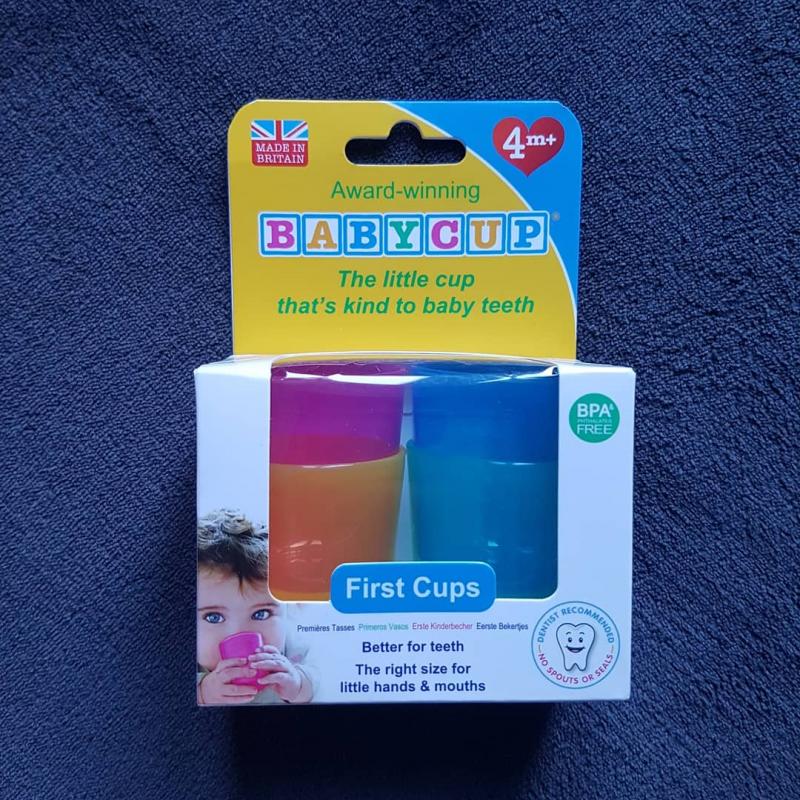 MADE IN
BRITAIN
4m+
Award-winning
BABYCUP®
The little cup
that's kind to baby teeth
BPA&
PHTHALATES
FREE
First Cups
Premières Tasses Primeros Vasos Erste Kinderbecher Eerste Bekertjes
Better for teeth
The right size for
little hands & mouths
DENTIST RECOMMENDED
NO SPOUTS OR SEALS